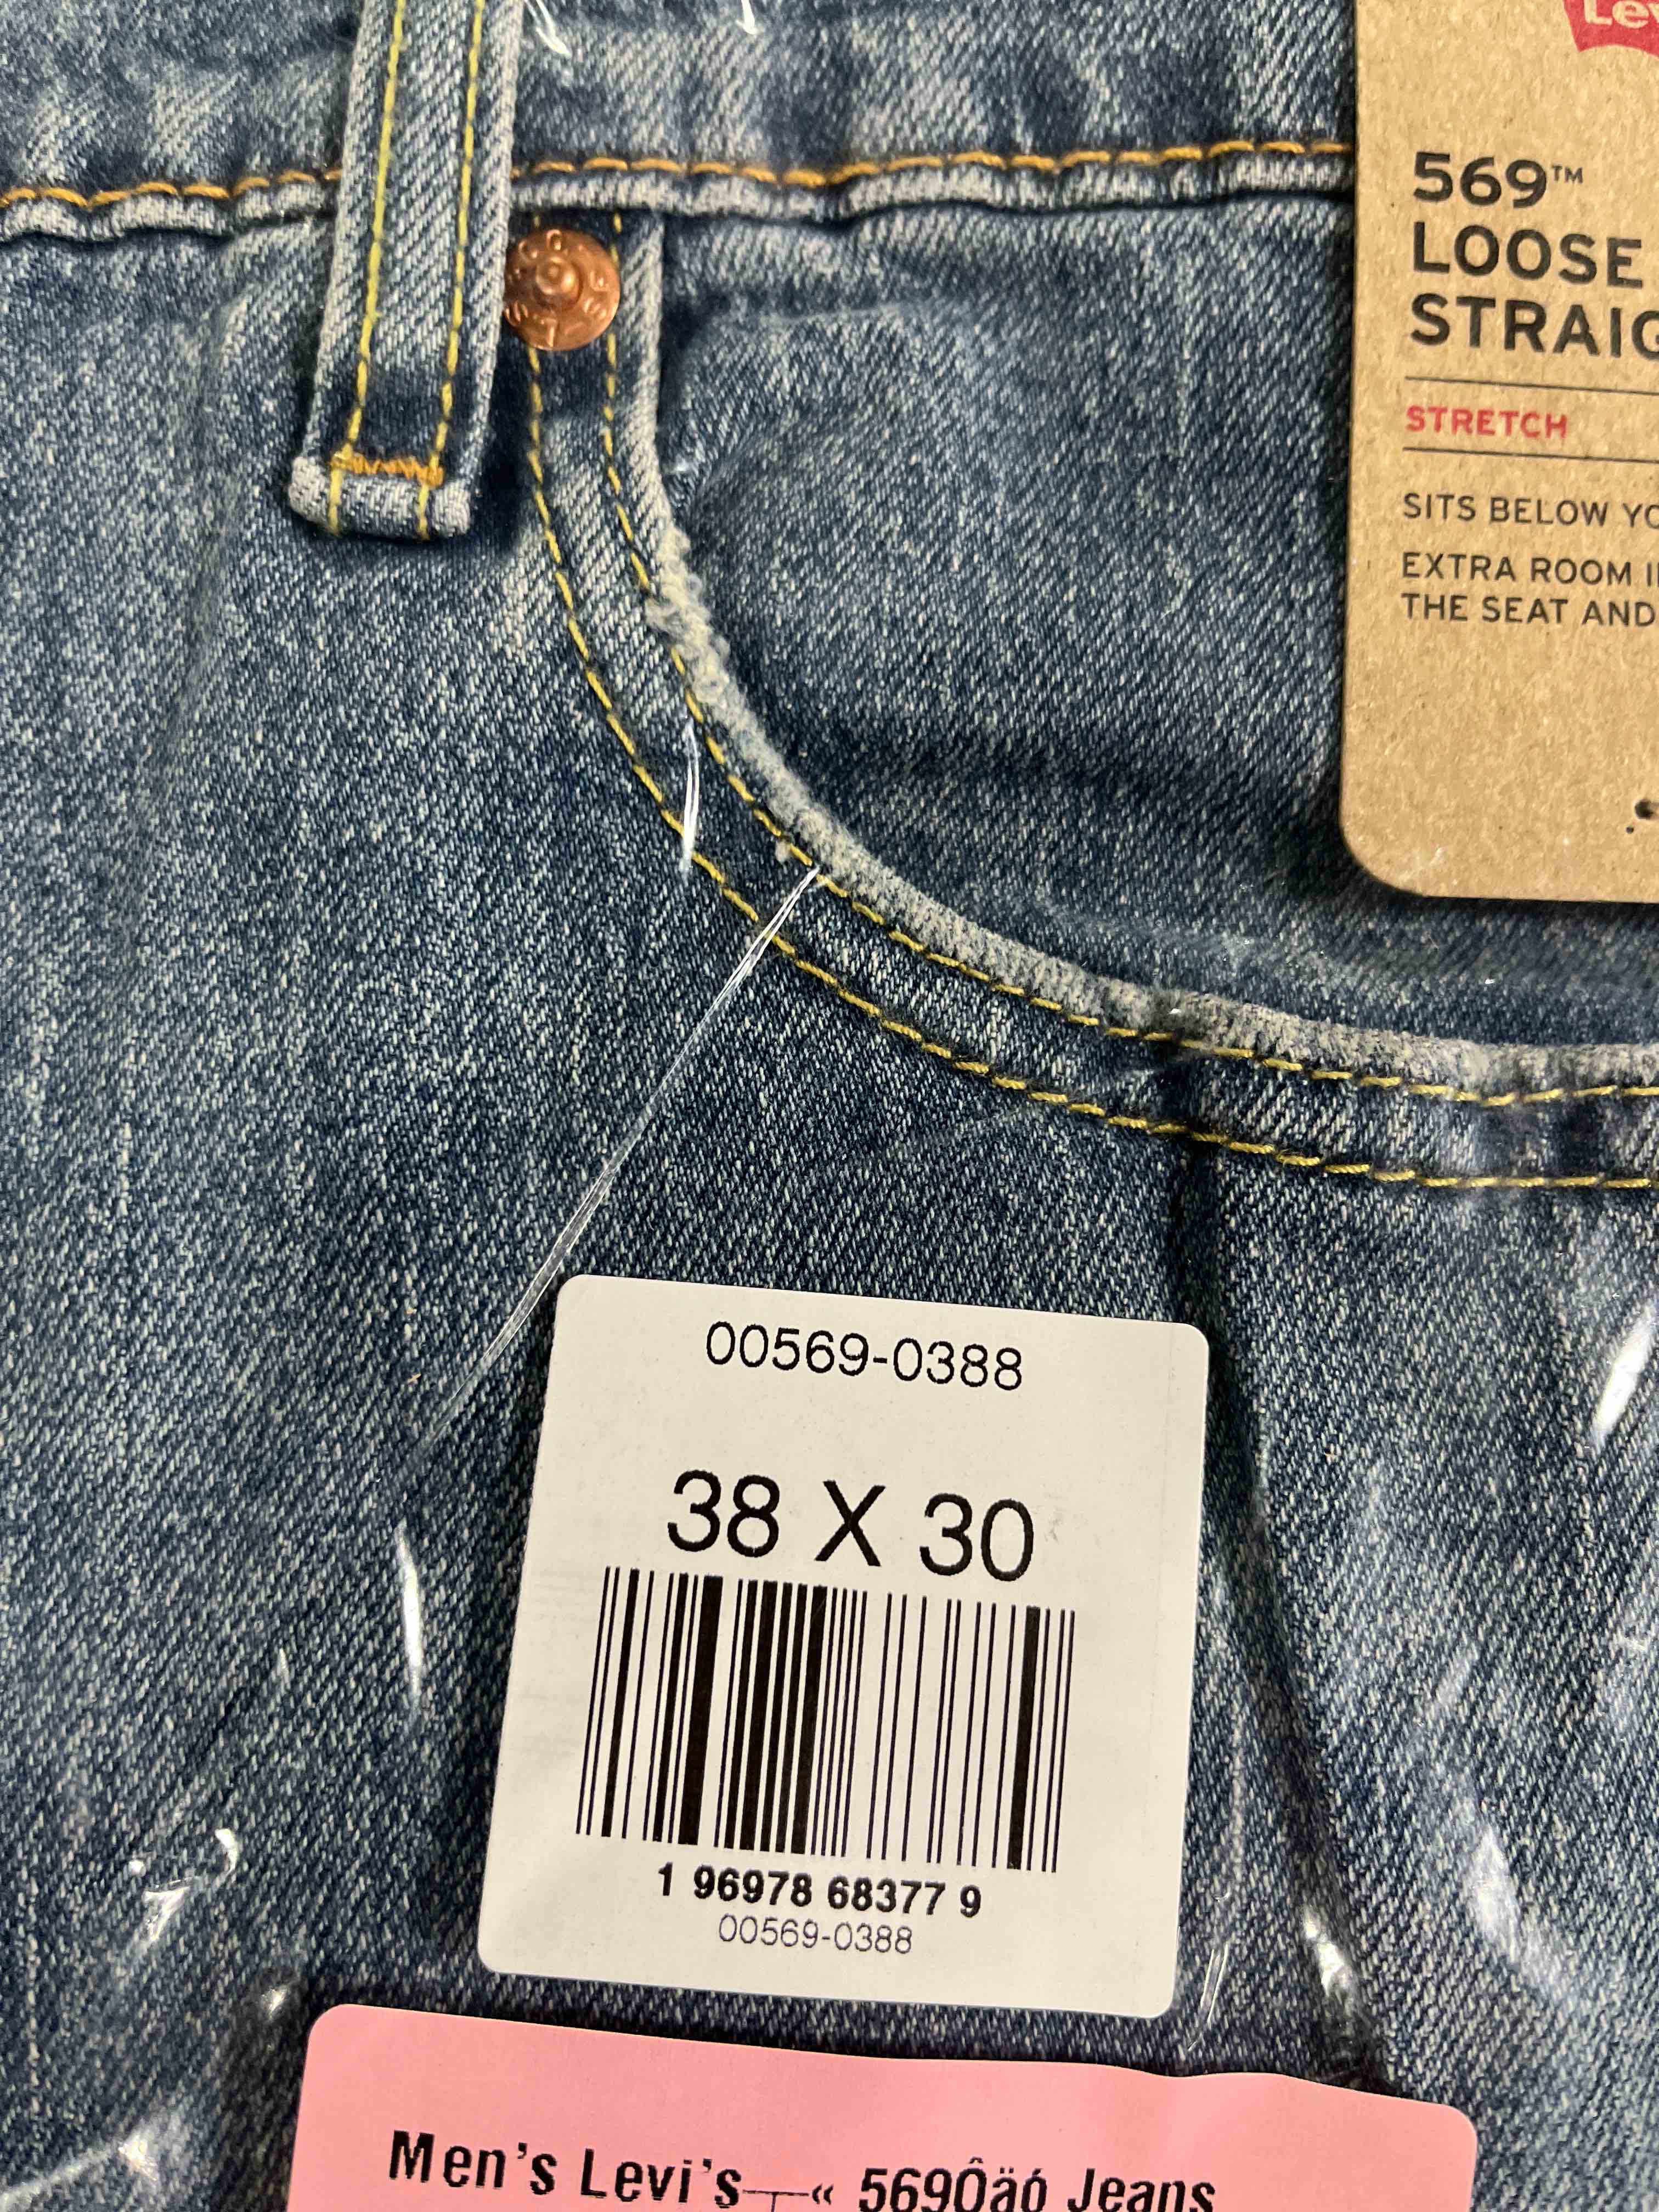 Lev
569™
LOOSE
STRAIG
STRETCH
SITS BELOW YO
EXTRA ROOM I
THE SEAT AND
00569-0388
38 X 30
1 96978 68377 9
00569-0388
Men's Levi's┬« 569Ôäó Jeans